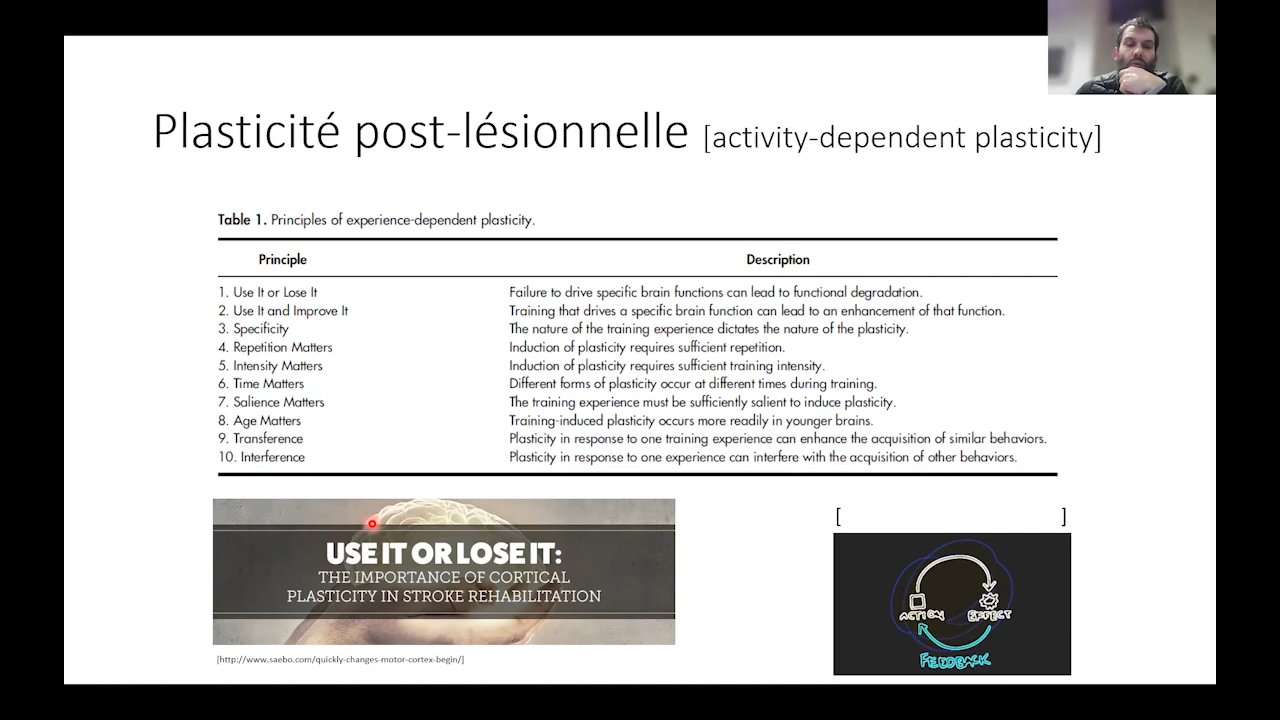 Plasticité post-lésionnelle [activity-dependent plasticity]
Table 1. Principles of experience-dependent plasticity.
Principle Description
1. Use It or Lose It Failure to drive specific brain functions can lead to functional degradation.
2. Use It and Improve It Training that drives a specific brain function can lead to an enhancement of that function.
3. Specificity The nature of the training experience dictates the nature of the plasticity.
4. Repetition Matters Induction of plasticity requires sufficient repetition.
5. Intensity Matters Induction of plasticity requires sufficient training intensity.
6. Time Matters Different forms of plasticity occur at different times during training.
7. Salience Matters The training experience must be sufficiently salient to induce plasticity.
8. Age Matters Training-induced plasticity occurs more readily in younger brains.
9. Transference Plasticity in response to one training experience can enhance the acquisition of similar behaviors.
10. Interference Plasticity in response to one experience can interfere with the acquisition of other behaviors.
USE IT OR LOSE IT:
THE IMPORTANCE OF CORTICAL
PLASTICITY IN STROKE REHABILITATION
[http://www.saebo.com/quickly-changes-motor-cortex-begin/]
[ ]
ACTION EFFECT
FEEDBACK